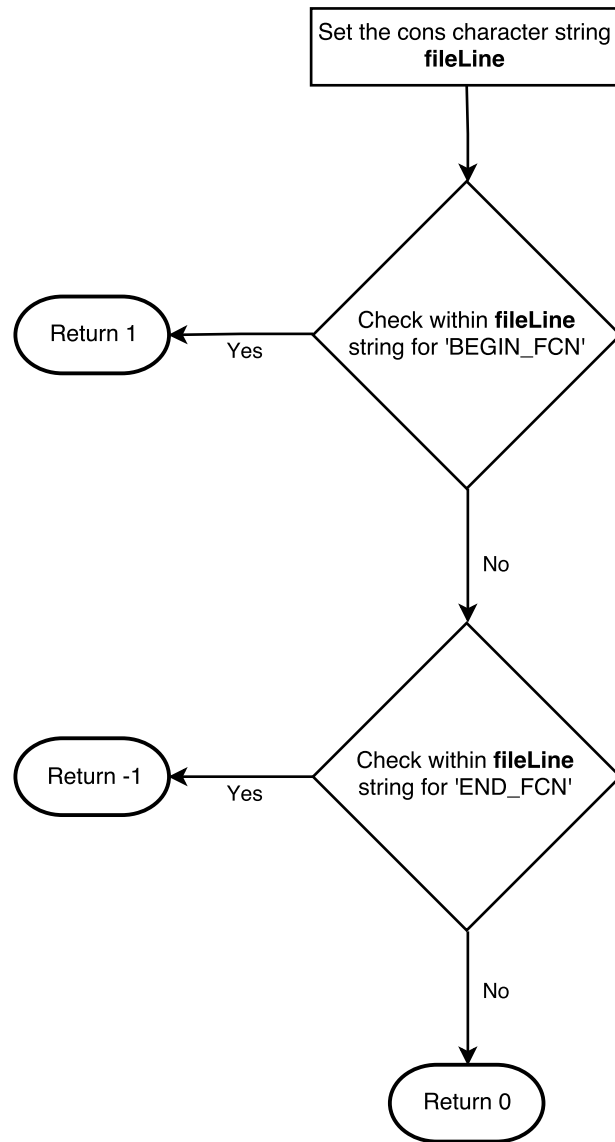 Set the cons character string
fileLine
Check within fileLine
string for 'BEGIN_FCN'
Yes
Return 1
No
Check within fileLine
string for 'END_FCN'
Yes
Return -1
No
Return 0